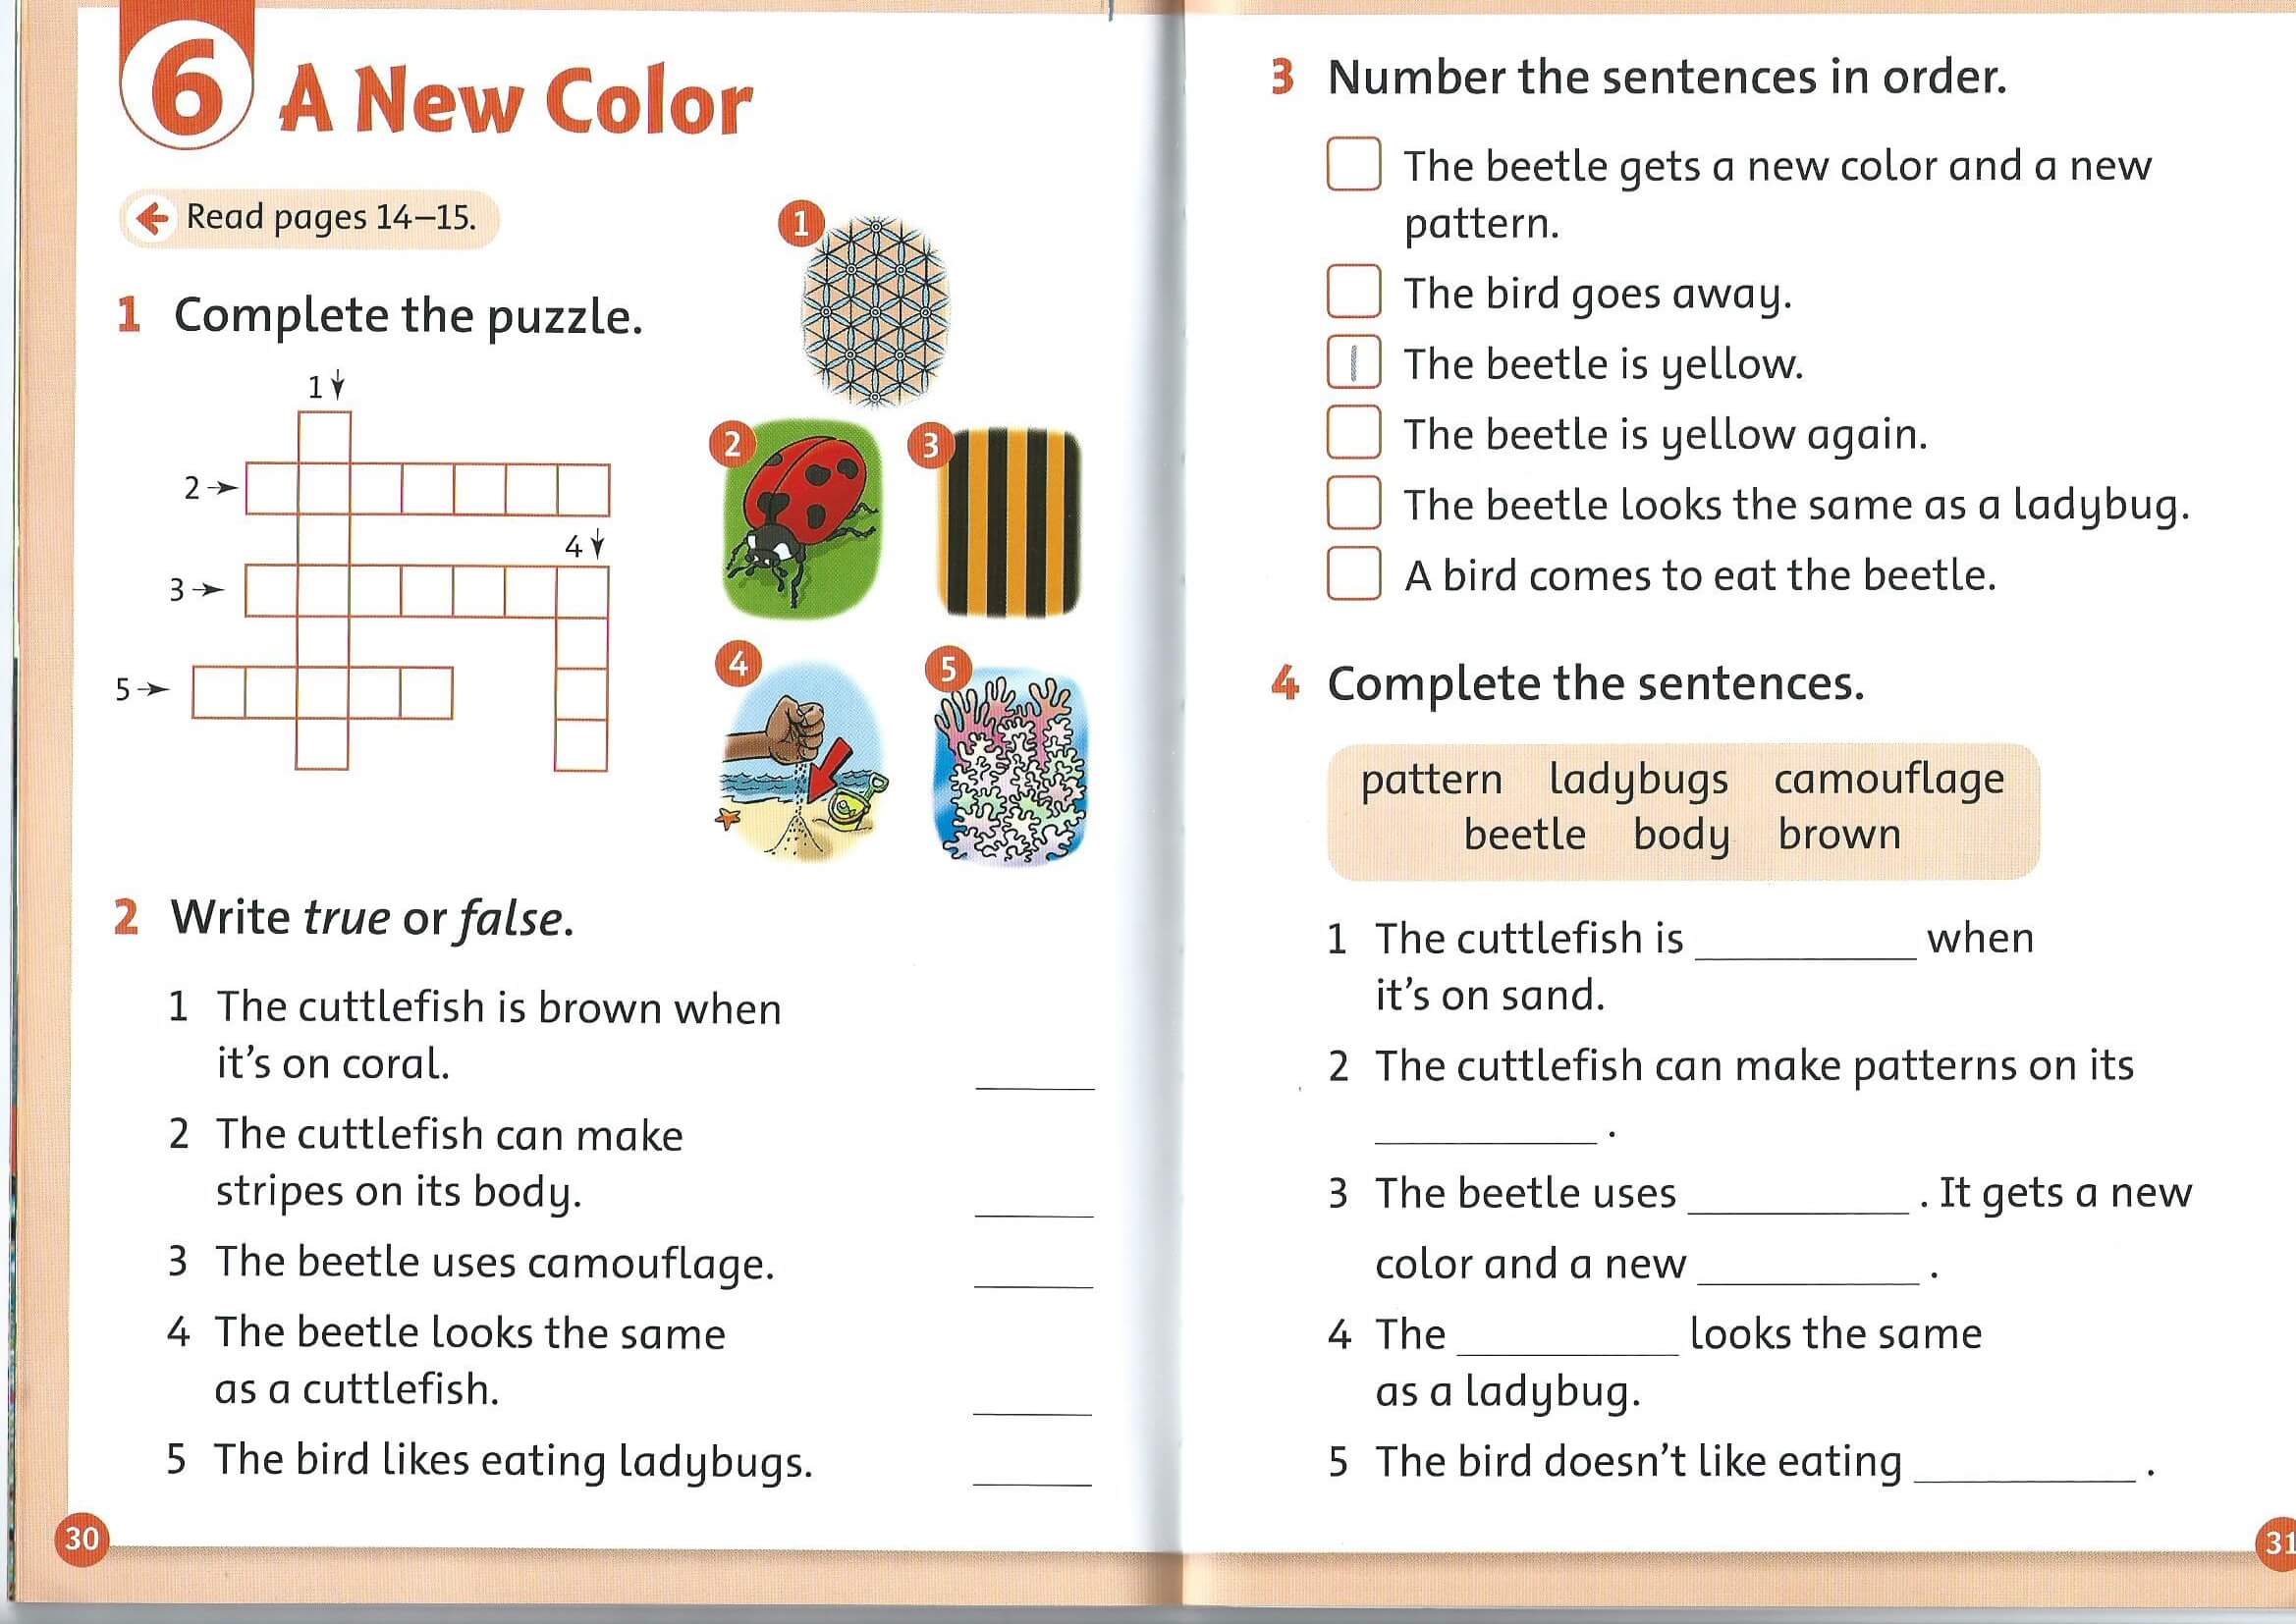 6 A New Color
Read pages 14–15.
1 Complete the puzzle.
1
2
3
4
5
1
2
3
4
5
2 Write true or false.
1 The cuttlefish is brown when
it's on coral.
2 The cuttlefish can make
stripes on its body.
3 The beetle uses camouflage.
4 The beetle looks the same
as a cuttlefish.
5 The bird likes eating ladybugs.
30
3 Number the sentences in order.
The beetle gets a new color and a new
pattern.
The bird goes away.
1 The beetle is yellow.
The beetle is yellow again.
The beetle looks the same as a ladybug.
A bird comes to eat the beetle.
4 Complete the sentences.
pattern ladybugs camouflage
beetle body brown
1 The cuttlefish is __________ when
it's on sand.
2 The cuttlefish can make patterns on its
__________.
3 The beetle uses __________. It gets a new
color and a new __________.
4 The __________ looks the same
as a ladybug.
5 The bird doesn't like eating __________.
31